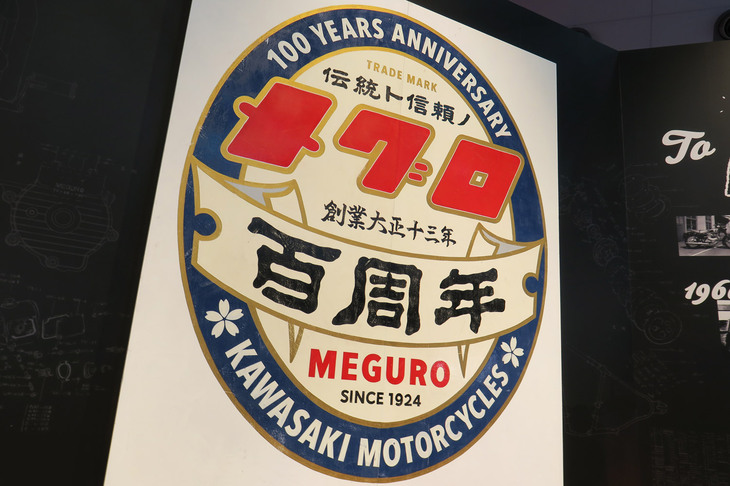 100 YEARS ANNIVERSARY
TRADE MARK
伝統ト信頼ノ
メグロ
創業大正十三年
百周年
MEGURO
SINCE 1924
KAWASAKI MOTORCYCLES
To